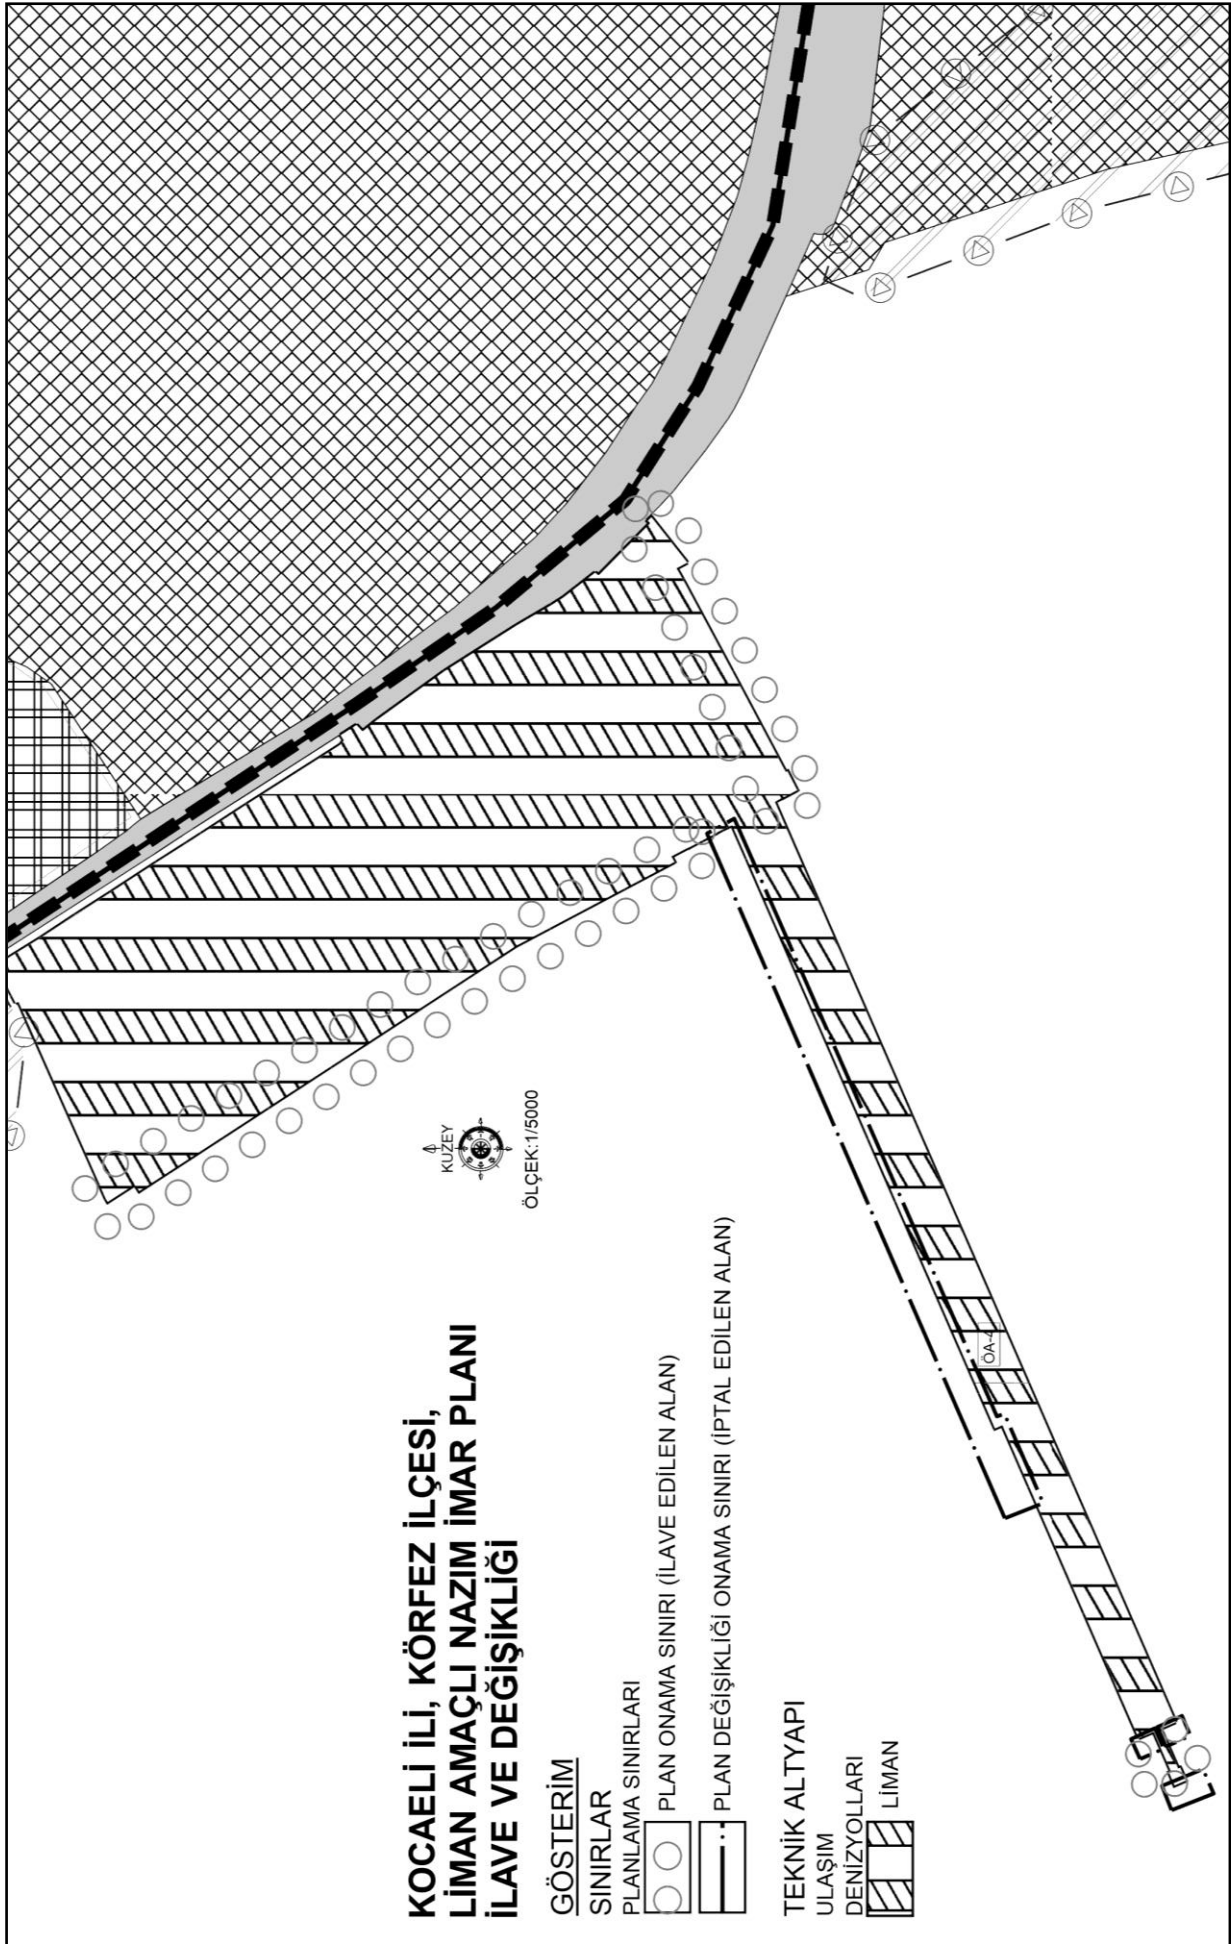 KOCAELİ İLİ, KÖRFEZ İLÇESİ,
LİMAN AMAÇLI NAZIM İMAR PLANI
İLAVE VE DEĞİŞİKLİĞİ
GÖSTERİM
SINIRLAR
PLANLAMA SINIRLARI
PLAN ONAMA SINIRI (İLAVE EDİLEN ALAN)
PLAN DEĞİŞİKLİĞİ ONAMA SINIRI (İPTAL EDİLEN ALAN)
TEKNİK ALTYAPI
ULAŞIM
DENİZYOLLARI
LİMAN
KUZEY
ÖLÇEK:1/5000
ÖA-4